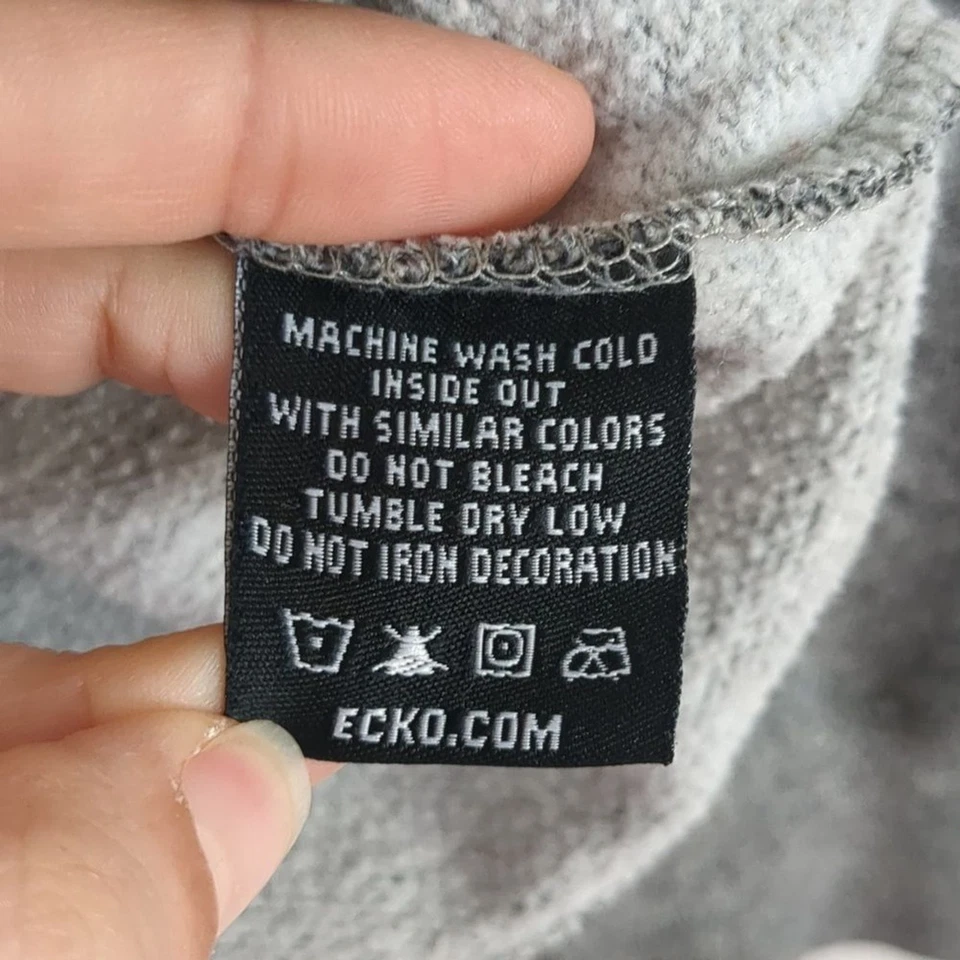 MACHINE WASH COLD
INSIDE OUT
WITH SIMILAR COLORS
DO NOT BLEACH
TUMBLE DRY LOW
DO NOT IRON DECORATION
ECKO.COM